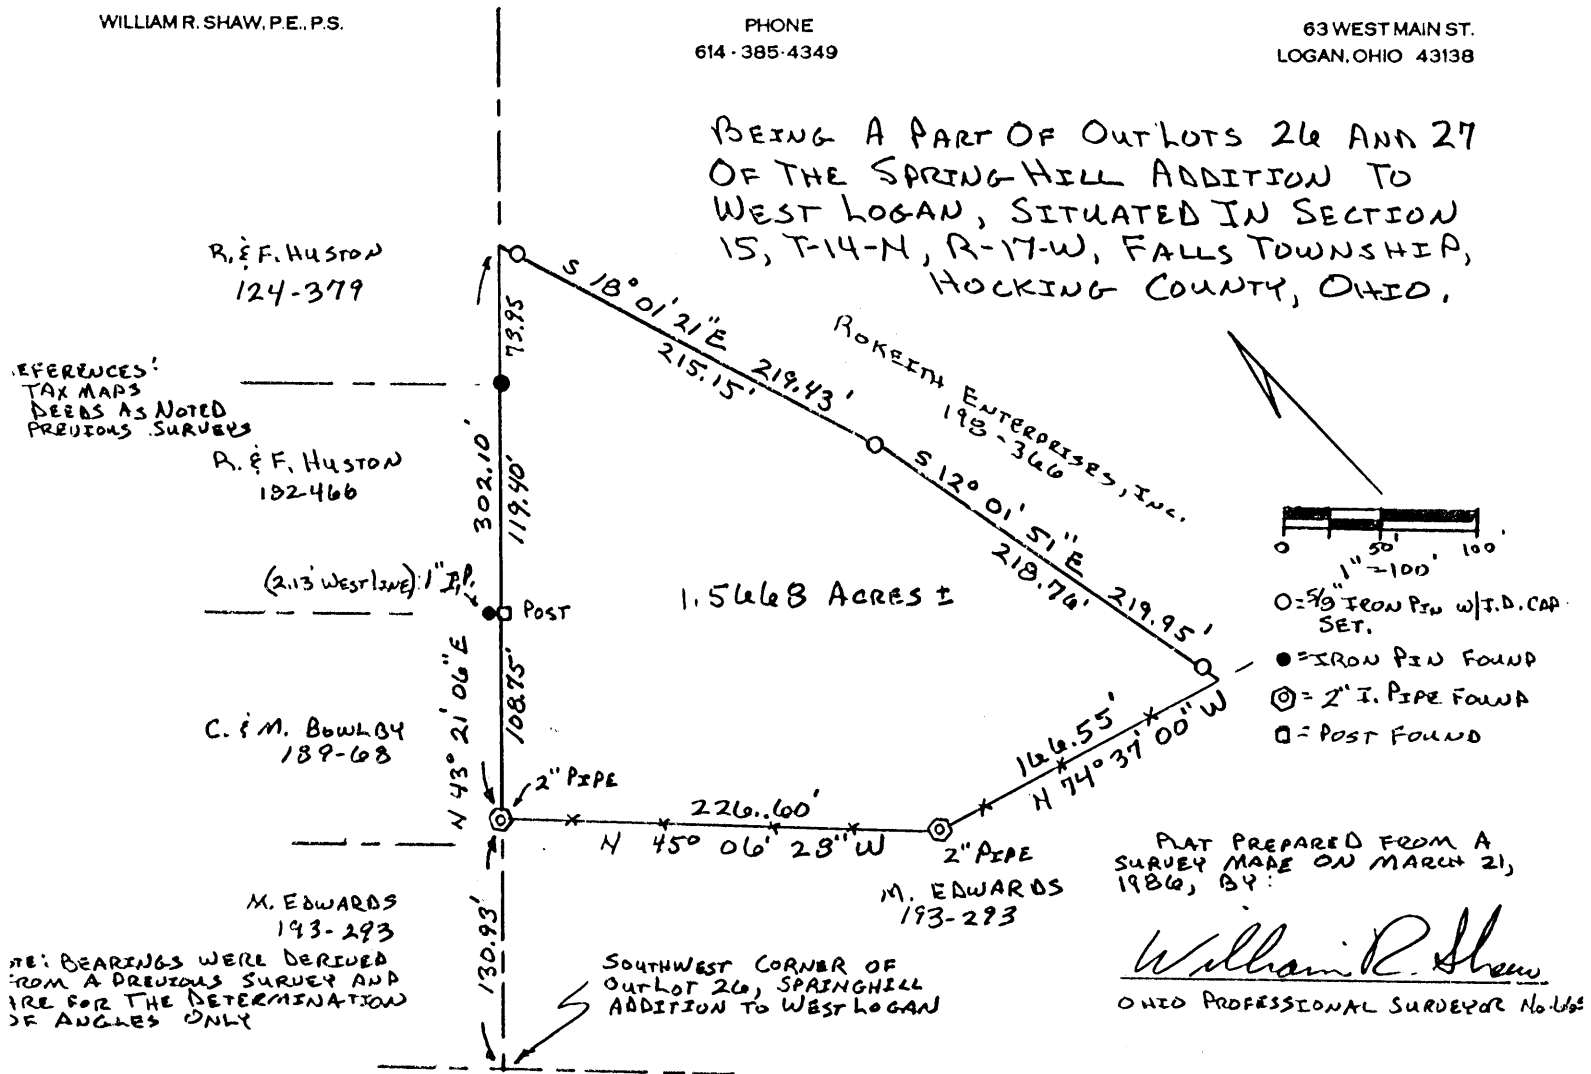 WILLIAM R. SHAW, P.E., P.S.
PHONE
614-385-4349
63 WEST MAIN ST.
LOGAN, OHIO 43138
BEING A PART OF OUTLOTS 26 AND 27
OF THE SPRING HILL ADDITION TO
WEST LOGAN, SITUATED IN SECTION
15, T-14-N, R-17-W, FALLS TOWNSHIP,
HOCKING COUNTY, OHIO.
R. & F. HUSTON
124-379
EFERENCES:
TAX MAPS
DEEDS AS NOTED
PREVIOUS SURVEYS
R. & F. HUSTON
182-466
(2.13' WEST LINE) 1" I.P.
POST
C. & M. BOWLBY
189-68
73.95
302.10'
119.40'
108.75'
N 43° 21' 06" E
S 18° 01' 21" E
215.15'
219.43'
ROKEITH ENTERPRISES, INC.
198-366
S 12° 01' 51" E
218.76'
219.95'
1.5668 ACRES ±
0 50' 100'
1" = 100'
O = 5/8" IRON PIN W/ I.D. CAP
SET.
= IRON PIN FOUND
= 2" I. PIPE FOUND
= POST FOUND
166.55'
N 74° 37' 00" W
2" PIPE
226.60'
N 45° 06' 28" W
2" PIPE
M. EDWARDS
193-293
M. EDWARDS
193-293
130.93'
TE: BEARINGS WERE DERIVED
FROM A PREVIOUS SURVEY AND
ARE FOR THE DETERMINATION
OF ANGLES ONLY
SOUTHWEST CORNER OF
OUTLOT 26, SPRINGHILL
ADDITION TO WEST LOGAN
PLAT PREPARED FROM A
SURVEY MADE ON MARCH 21,
1986, BY:
William R. Shaw
OHIO PROFESSIONAL SURVEYOR No.